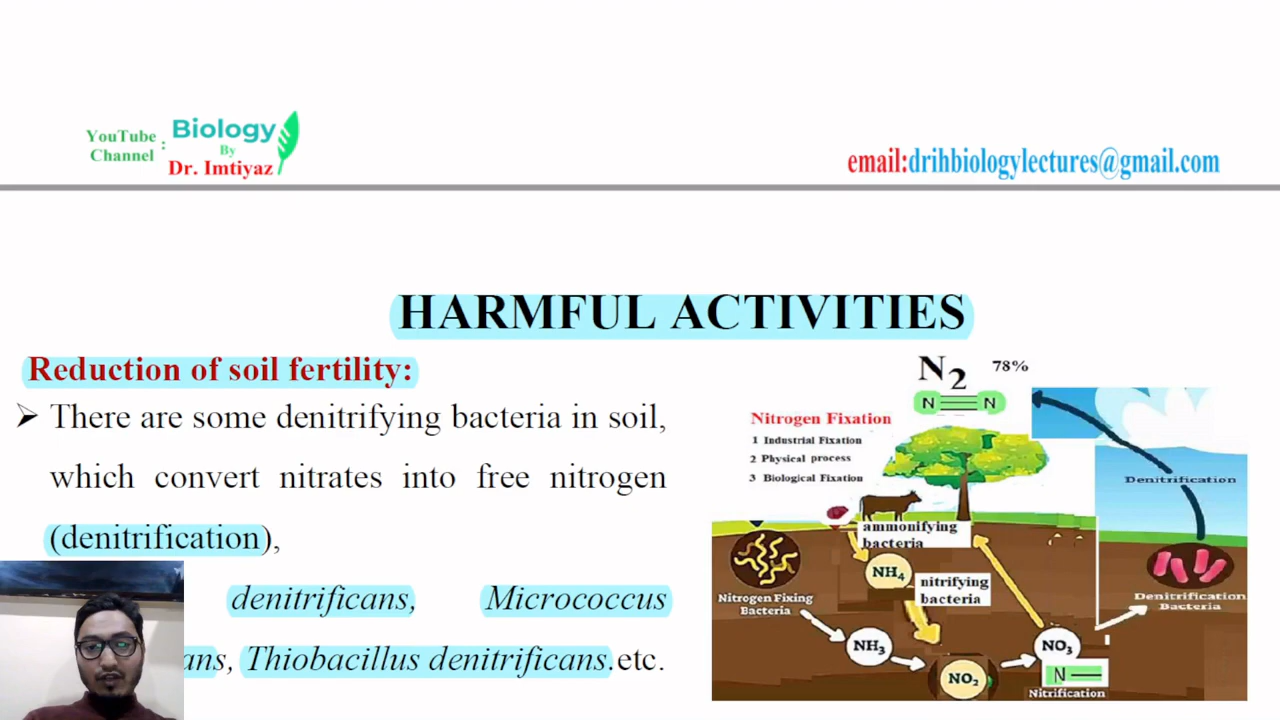 YouTube Channel :
Biology
By
Dr. Imtiyaz
email:drihbiologylectures@gmail.com
HARMFUL ACTIVITIES
Reduction of soil fertility:
➢ There are some denitrifying bacteria in soil,
which convert nitrates into free nitrogen
(denitrification),
denitrificans, Micrococcus
ans, Thiobacillus denitrificans.etc.
N2 78%
N N
Nitrogen Fixation
1 Industrial Fixation
2 Physical process
3 Biological Fixation
Denitrification
ammonifying
bacteria
NH4
nitrifying
bacteria
Nitrogen Fixing
Bacteria
Denitrification
Bacteria
NH3
NO3
NO2
N
Nitrification